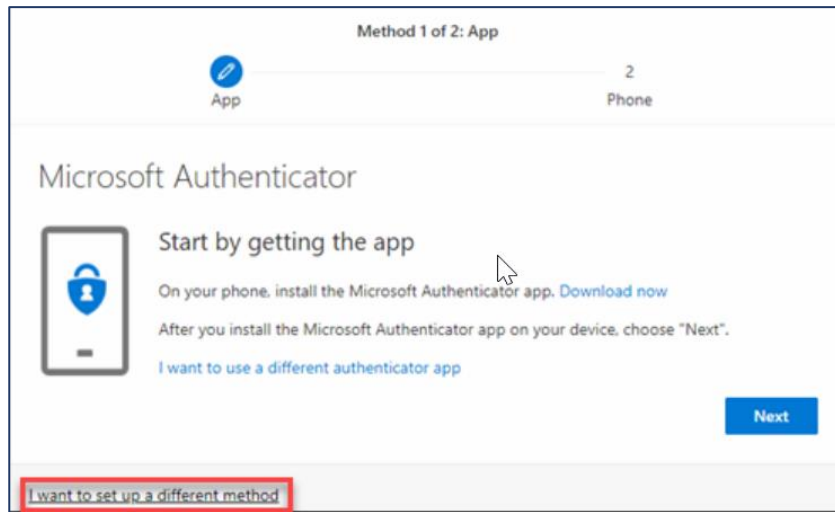 Method 1 of 2: App
2
App
Phone
Microsoft Authenticator
Start by getting the app
On your phone, install the Microsoft Authenticator app. Download now
After you install the Microsoft Authenticator app on your device, choose "Next".
I want to use a different authenticator app
Next
I want to set up a different method